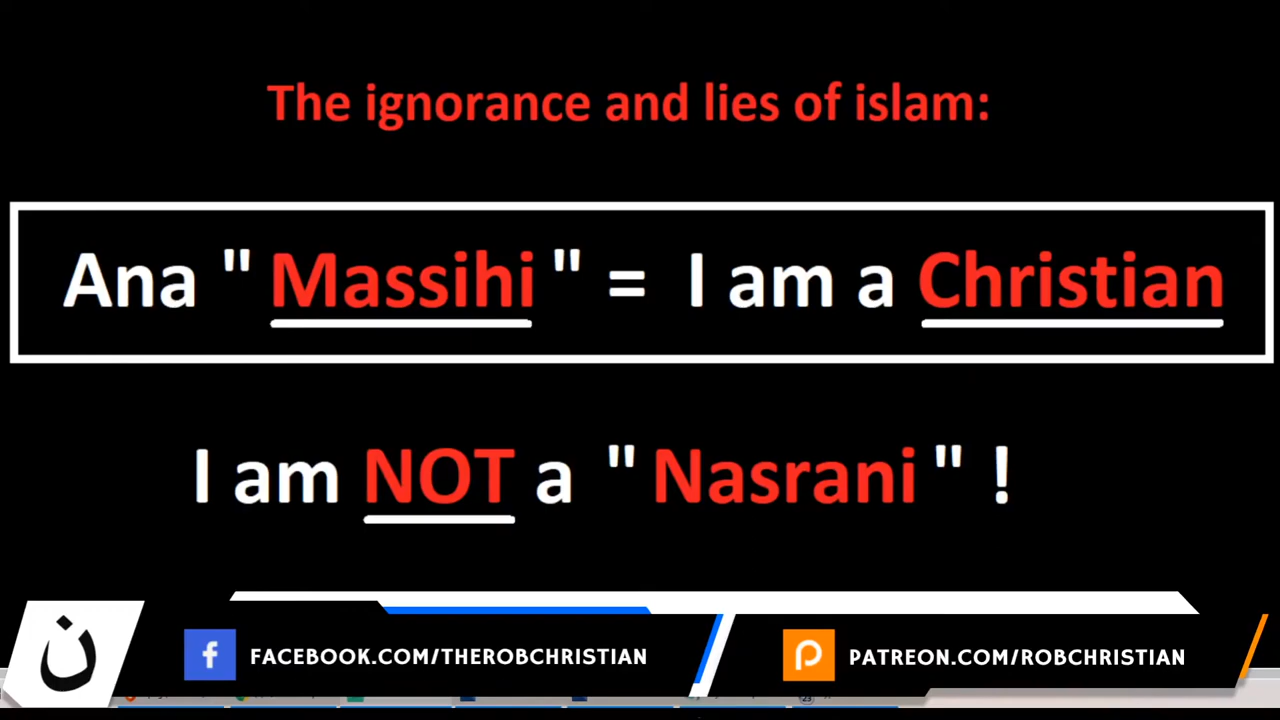 The ignorance and lies of islam:
Ana " Massihi " = I am a Christian
I am NOT a " Nasrani " !
ن
f FACEBOOK.COM/THEROBCHRISTIAN
PATREON.COM/ROBCHRISTIAN